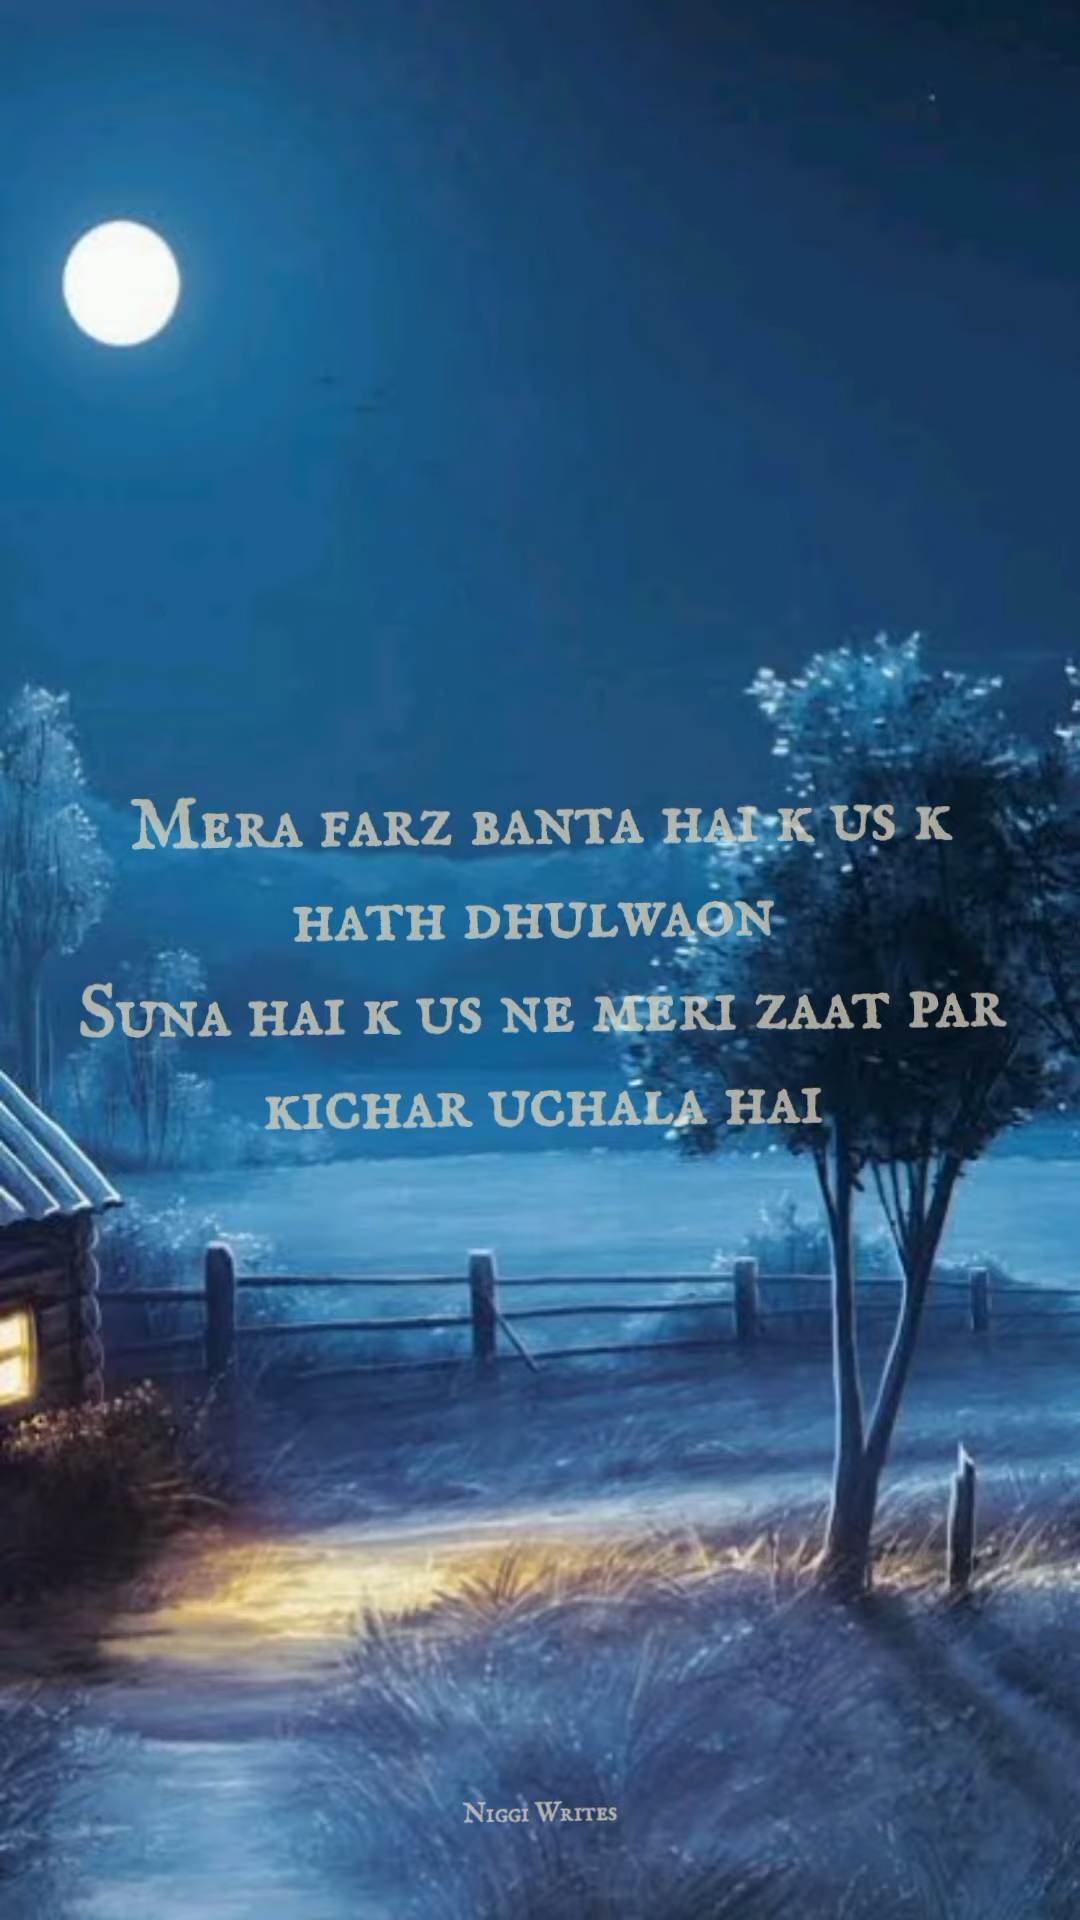 Mera farz banta hai k us k
hath dhulwaon
Suna hai k us ne meri zaat par
kichar uchala hai
Niggi Writes